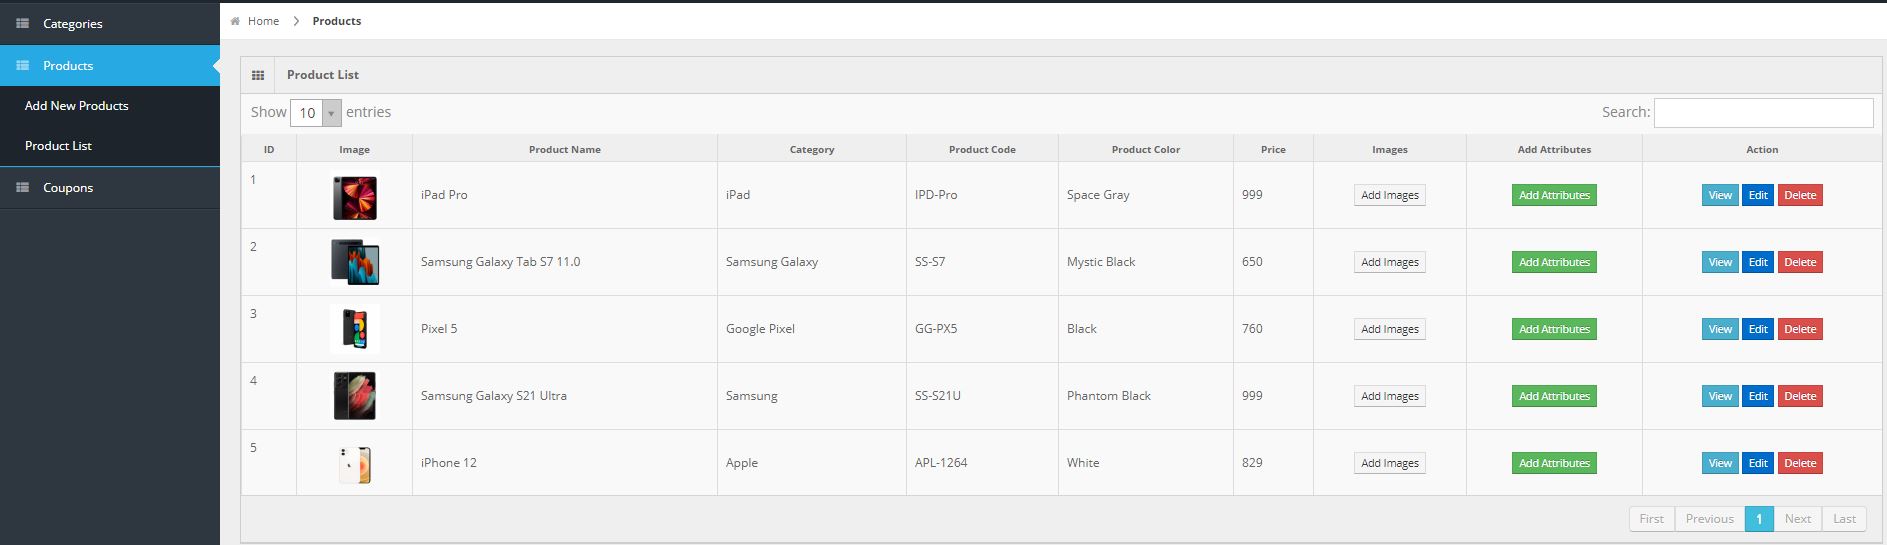 Categories
Products
Add New Products
Product List
Coupons
Home > Products
Product List
Show 10 entries
Search:
ID Image Product Name Category Product Code Product Color Price Images Add Attributes Action
1 iPad Pro iPad IPD-Pro Space Gray 999 Add Images Add Attributes View Edit Delete
2 Samsung Galaxy Tab S7 11.0 Samsung Galaxy SS-S7 Mystic Black 650 Add Images Add Attributes View Edit Delete
3 Pixel 5 Google Pixel GG-PX5 Black 760 Add Images Add Attributes View Edit Delete
4 Samsung Galaxy S21 Ultra Samsung SS-S21U Phantom Black 999 Add Images Add Attributes View Edit Delete
5 iPhone 12 Apple APL-1264 White 829 Add Images Add Attributes View Edit Delete
First Previous 1 Next Last